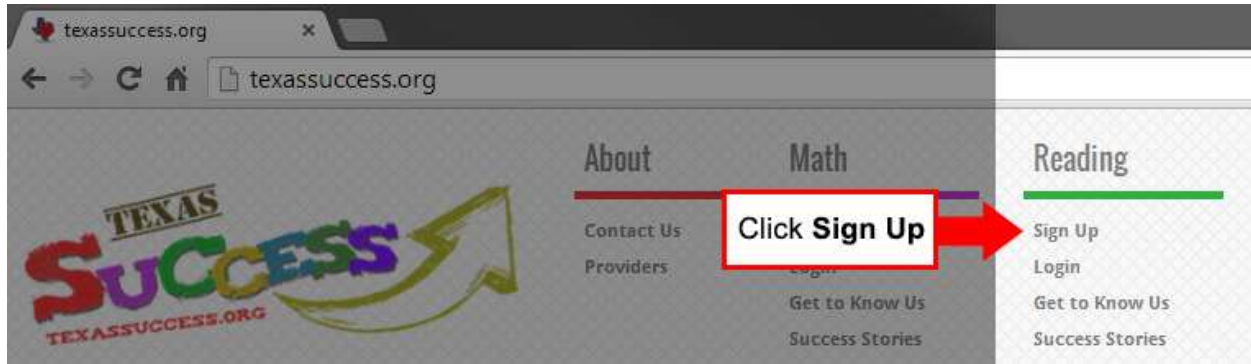 texassuccess.org
texassuccess.org
TEXAS
SUCCESS
TEXASSUCCESS.ORG
About
Contact Us
Providers
Math
Click Sign Up
Login
Get to Know Us
Success Stories
Reading
Sign Up
Login
Get to Know Us
Success Stories